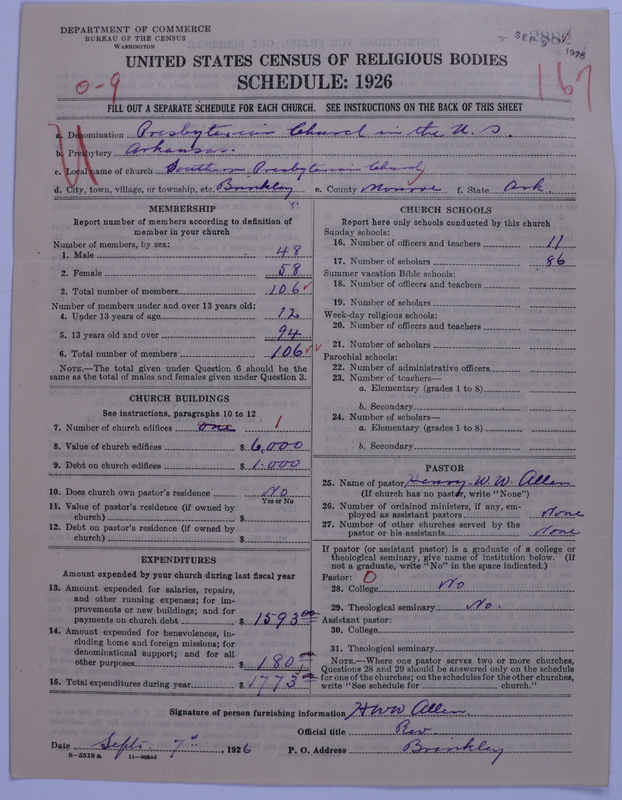 DEPARTMENT OF COMMERCE
BUREAU OF THE CENSUS
WASHINGTON
SEP 9 1926
UNITED STATES CENSUS OF RELIGIOUS BODIES
SCHEDULE: 1926
0-9
167
FILL OUT A SEPARATE SCHEDULE FOR EACH CHURCH. SEE INSTRUCTIONS ON THE BACK OF THIS SHEET
a. Denomination Presbyterian Church in the U. S.
b. Presbytery Arkansas.
c. Local name of church Southern Presbyterian Church
d. City, town, village, or township, etc. Brinkley e. County Monroe f. State Ark.
MEMBERSHIP
Report number of members according to definition of
member in your church
Number of members, by sex:
1. Male 48
2. Female 58
3. Total number of members 106
Number of members under and over 13 years old:
4. Under 13 years of age 12
5. 13 years old and over 94
6. Total number of members 106
NOTE.—The total given under Question 6 should be
same as the total of males and females given under Question 3.
CHURCH BUILDINGS
See instructions, paragraphs 10 to 12
7. Number of church edifices one 1
8. Value of church edifices $ 6,000
9. Debt on church edifices $ 1.000
10. Does church own pastor's residence No
Yes or No
11. Value of pastor's residence (if owned by
church) $
12. Debt on pastor's residence (if owned by
church) $
EXPENDITURES
Amount expended by your church during last fiscal year
13. Amount expended for salaries, repairs,
and other running expenses; for im-
provements or new buildings; and for
payments on church debt $ 1593.00
14. Amount expended for benevolences, in-
cluding home and foreign missions; for
denominational support; and for all
other purposes $ 180.00
15. Total expenditures during year $ 1773.00
CHURCH SCHOOLS
Report here only schools conducted by this church
Sunday schools:
16. Number of officers and teachers 11
17. Number of scholars 86
Summer vacation Bible schools:
18. Number of officers and teachers
19. Number of scholars
Week-day religious schools:
20. Number of officers and teachers
21. Number of scholars
Parochial schools:
22. Number of administrative officers
23. Number of teachers—
a. Elementary (grades 1 to 8)
b. Secondary
24. Number of scholars—
a. Elementary (grades 1 to 8)
b. Secondary
PASTOR
25. Name of pastor Henry W. W. Allen
(If church has no pastor, write "None")
26. Number of ordained ministers, if any, em-
ployed as assistant pastors None
27. Number of other churches served by the
pastor or his assistants None
If pastor (or assistant pastor) is a graduate of a college or
theological seminary, give name of institution below. (If
not a graduate, write "No" in the space indicated.)
Pastor: 0
28. College No
29. Theological seminary No.
Assistant pastor:
30. College
31. Theological seminary
NOTE.—Where one pastor serves two or more churches,
Questions 28 and 29 should be answered only on the schedule
for one of the churches; on the schedules for the other churches,
write "See schedule for church."
Signature of person furnishing information H W W Allen.
Official title Rev.
Date Sept. 7th, 1926 P. O. Address Brinkley
8-5518a